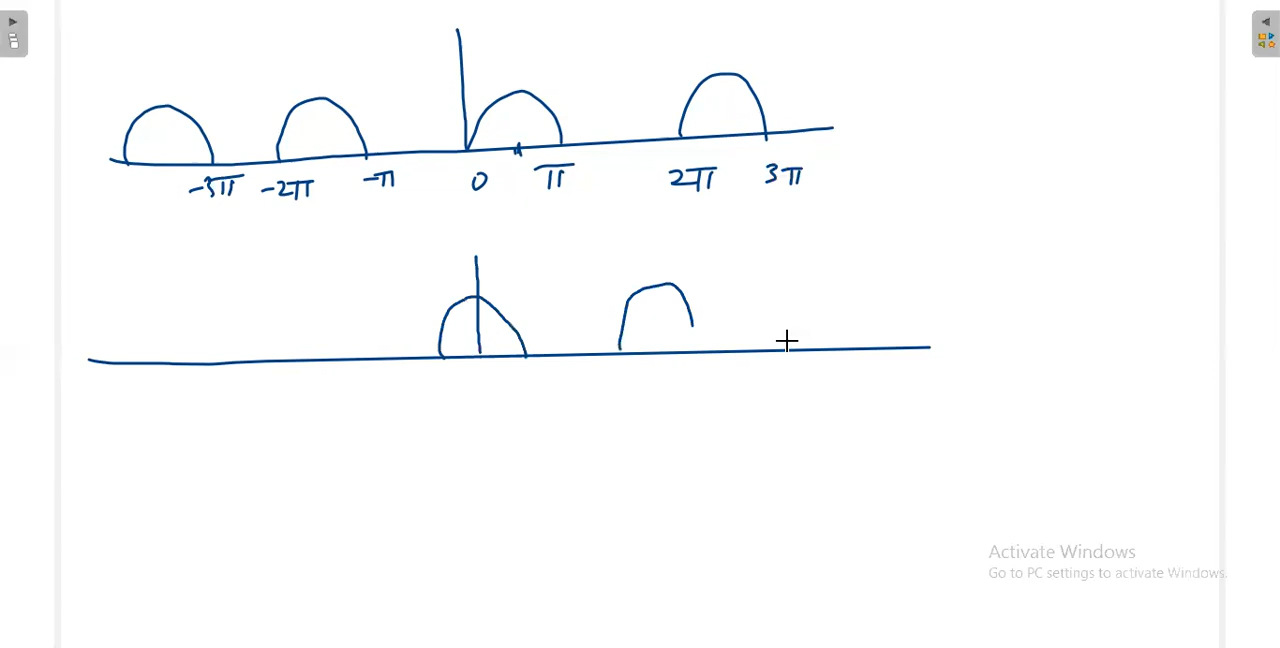 -3π -2π -π 0 π 2π 3π
Activate Windows
Go to PC settings to activate Windows.